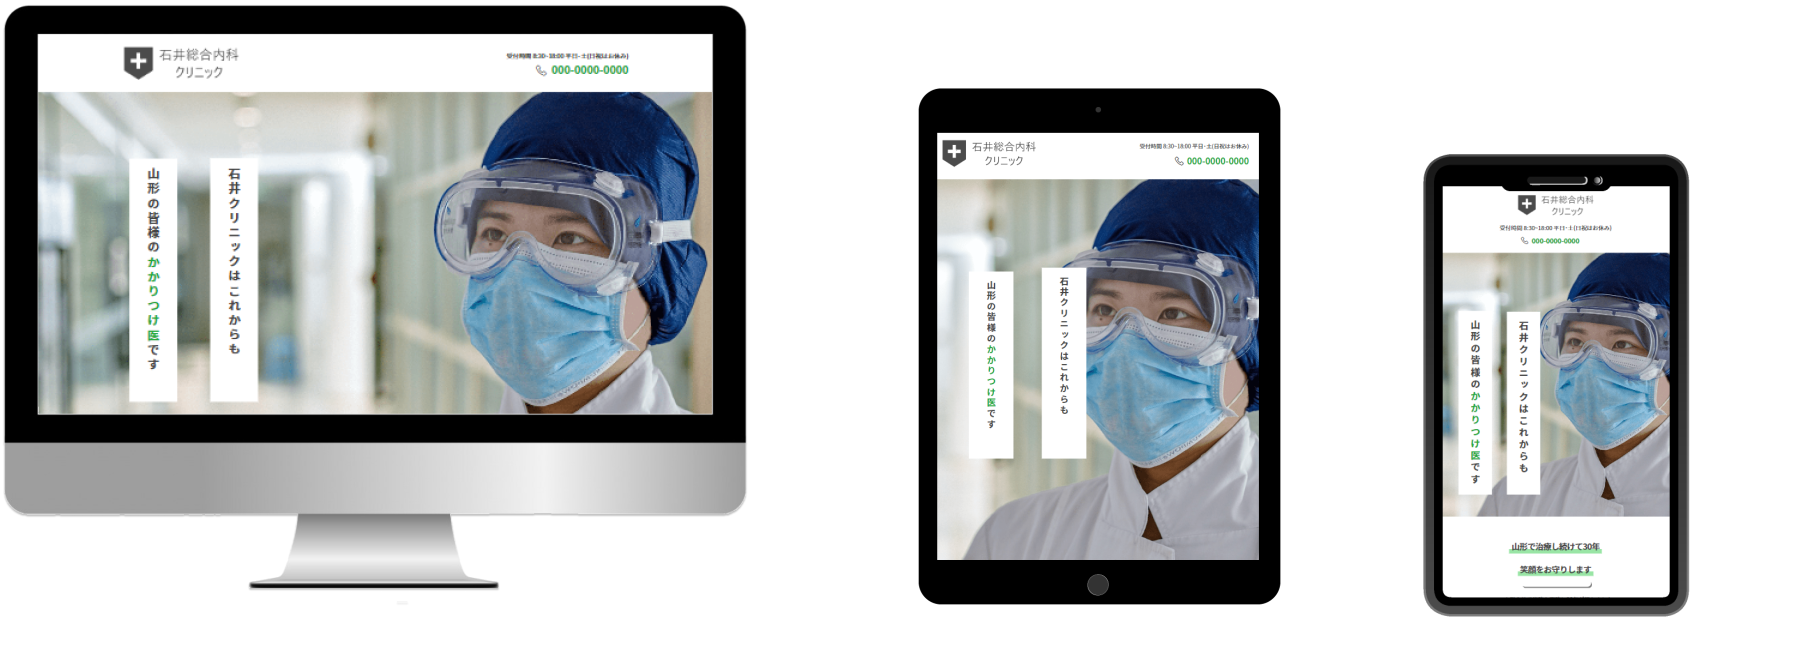 石井総合内科
クリニック
受付時間 8:30~18:00 平日･土(日祝はお休み)
000-0000-0000
石井クリニックはこれからも
山形の皆様のかかりつけ医です
石井総合内科
クリニック
受付時間 8:30~18:00 平日･土(日祝はお休み)
000-0000-0000
石井クリニックはこれからも
山形の皆様のかかりつけ医です
石井総合内科
クリニック
受付時間 8:30~18:00 平日･土(日祝はお休み)
000-0000-0000
石井クリニックはこれからも
山形の皆様のかかりつけ医です
山形で治療し続けて30年
笑顔をお守りします